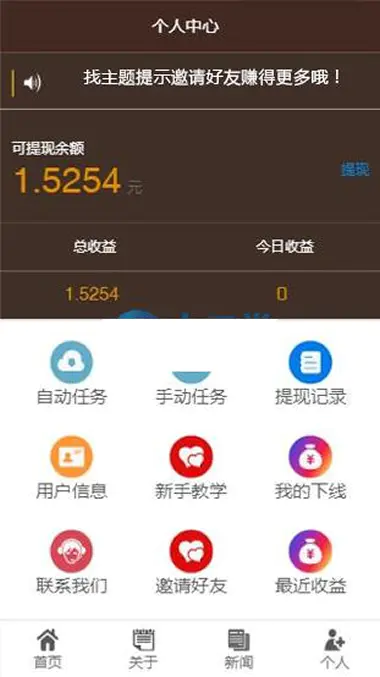 个人中心
找主题提示邀请好友赚得更多哦！
可提现余额
1.5254 元
提现
总收益 今日收益
1.5254 0
自动任务 手动任务 提现记录
用户信息 新手教学 我的下线
联系我们 邀请好友 最近收益
首页 关于 新闻 个人